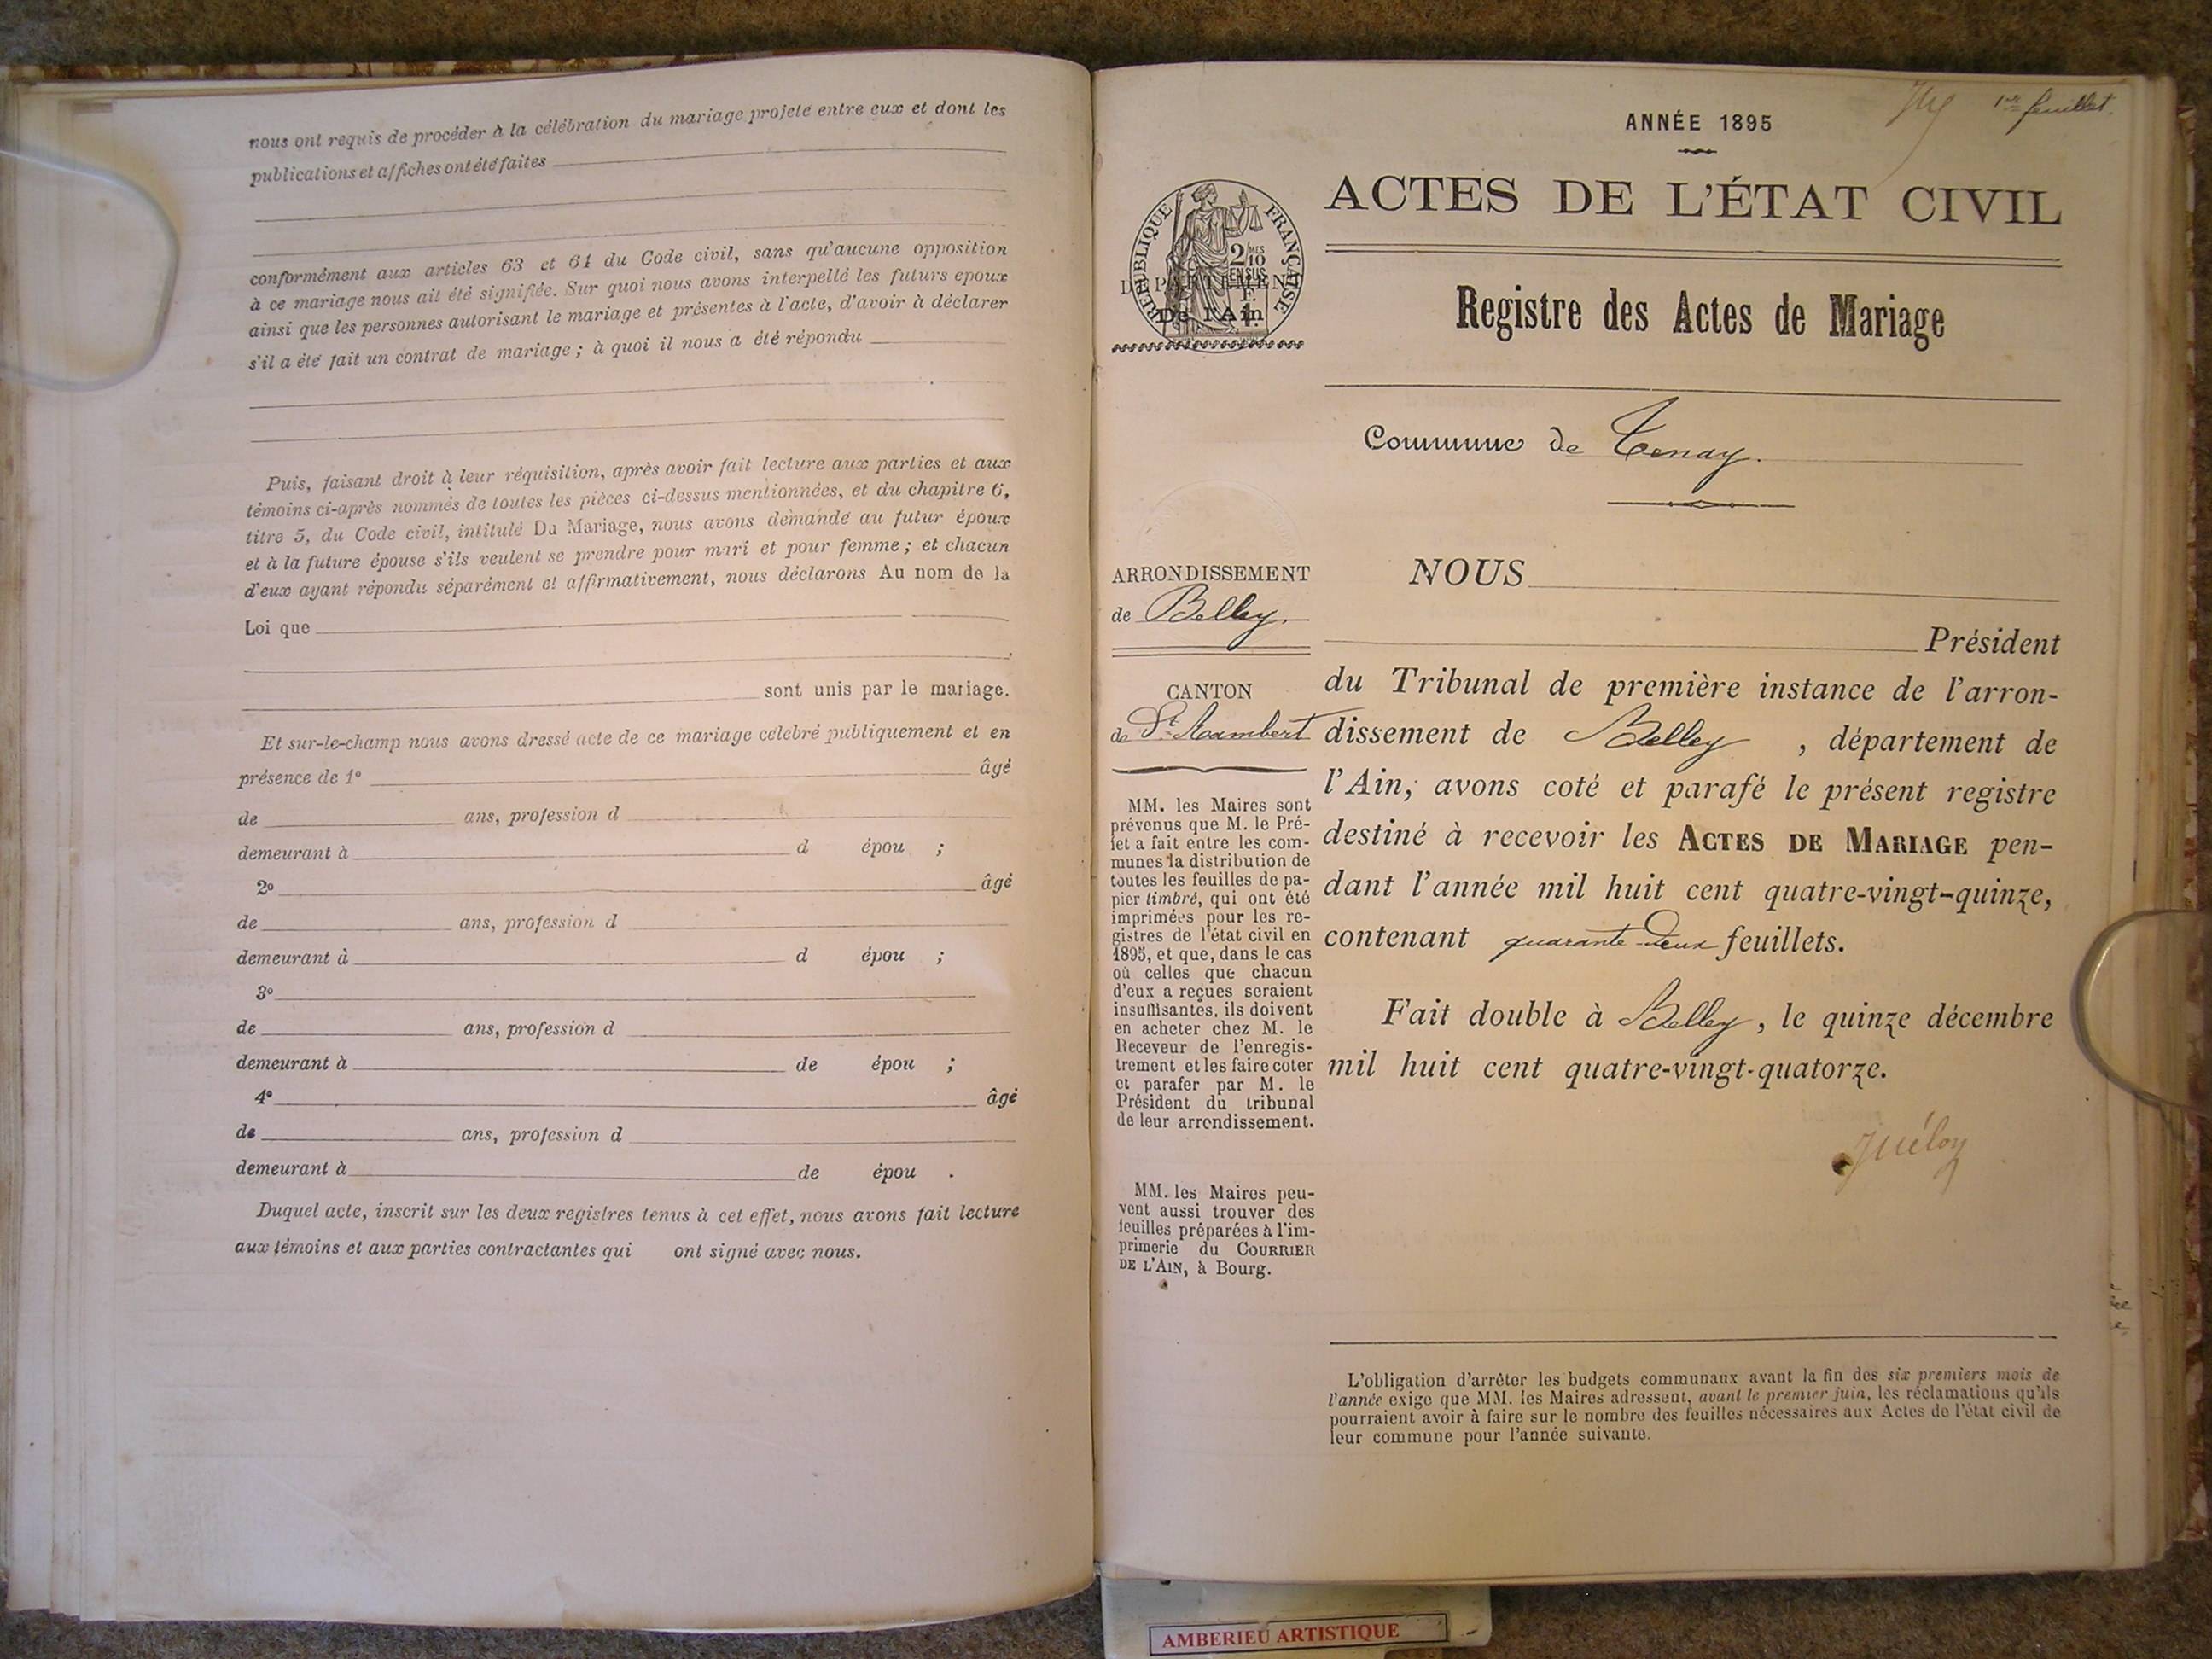 nous ont requis de procéder à la célébration du mariage projeté entre eux et dont les
publications et affiches ont été faites
conformément aux articles 63 et 64 du Code civil, sans qu'aucune opposition
à ce mariage nous ait été signifiée. Sur quoi nous avons interpellé les futurs epoux
ainsi que les personnes autorisant le mariage et présentes à l'acte, d'avoir à déclarer
s'il a été fait un contrat de mariage ; à quoi il nous a été répondu
Puis, faisant droit à leur réquisition, après avoir fait lecture aux parties et aux
témoins ci-après nommés de toutes les pièces ci-dessus mentionnées, et du chapitre 6,
titre 5, du Code civil, intitulé Du Mariage, nous avons demandé au futur époux
et à la future épouse s'ils veulent se prendre pour mari et pour femme ; et chacun
d'eux ayant répondu séparément et affirmativement, nous déclarons Au nom de la
Loi que
sont unis par le mariage.
Et sur-le-champ nous avons dressé acte de ce mariage célébré publiquement et en
présence de 1° âgé
de ans, profession d
demeurant à d épou ;
2° âgé
de ans, profession d
demeurant à d épou ;
3°
de ans, profession d
demeurant à de épou ;
4° âgé
de ans, profession d
demeurant à de épou .
Duquel acte, inscrit sur les deux registres tenus à cet effet, nous avons fait lecture
aux témoins et aux parties contractantes qui ont signé avec nous.
1er feuillet.
ANNÉE 1895
ACTES DE L'ÉTAT CIVIL
RÉPUBLIQUE FRANÇAISE
2/10 MES
EN SUS
DÉPARTEMENT
De l'Ain
Registre des Actes de Mariage
Commune de Tenay.
ARRONDISSEMENT
de Belley.
CANTON
de St Rambert
MM. les Maires sont
prévenus que M. le Pré-
fet a fait entre les com-
munes la distribution de
toutes les feuilles de pa-
pier timbré, qui ont été
imprimées pour les re-
gistres de l'état civil en
1895, et que, dans le cas
où celles que chacun
d'eux a reçues seraient
insuffisantes, ils doivent
en acheter chez M. le
Receveur de l'enregis-
trement et les faire coter
et parafer par M. le
Président du tribunal
de leur arrondissement.
MM. les Maires peu-
vent aussi trouver des
feuilles préparées à l'im-
primerie du COURRIER
DE L'AIN, à Bourg.
NOUS
Président
du Tribunal de première instance de l'arron-
dissement de Belley , département de
l'Ain, avons coté et parafé le présent registre
destiné à recevoir les ACTES DE MARIAGE pen-
dant l'année mil huit cent quatre-vingt-quinze,
contenant quarante-deux feuillets.
Fait double à Belley, le quinze décembre
mil huit cent quatre-vingt-quatorze.
L'obligation d'arrêter les budgets communaux avant la fin des six premiers mois de
l'année exige que MM. les Maires adressent, avant le premier juin, les réclamations qu'ils
pourraient avoir à faire sur le nombre des feuilles nécessaires aux Actes de l'état civil de
leur commune pour l'année suivante.
AMBERIEU ARTISTIQUE